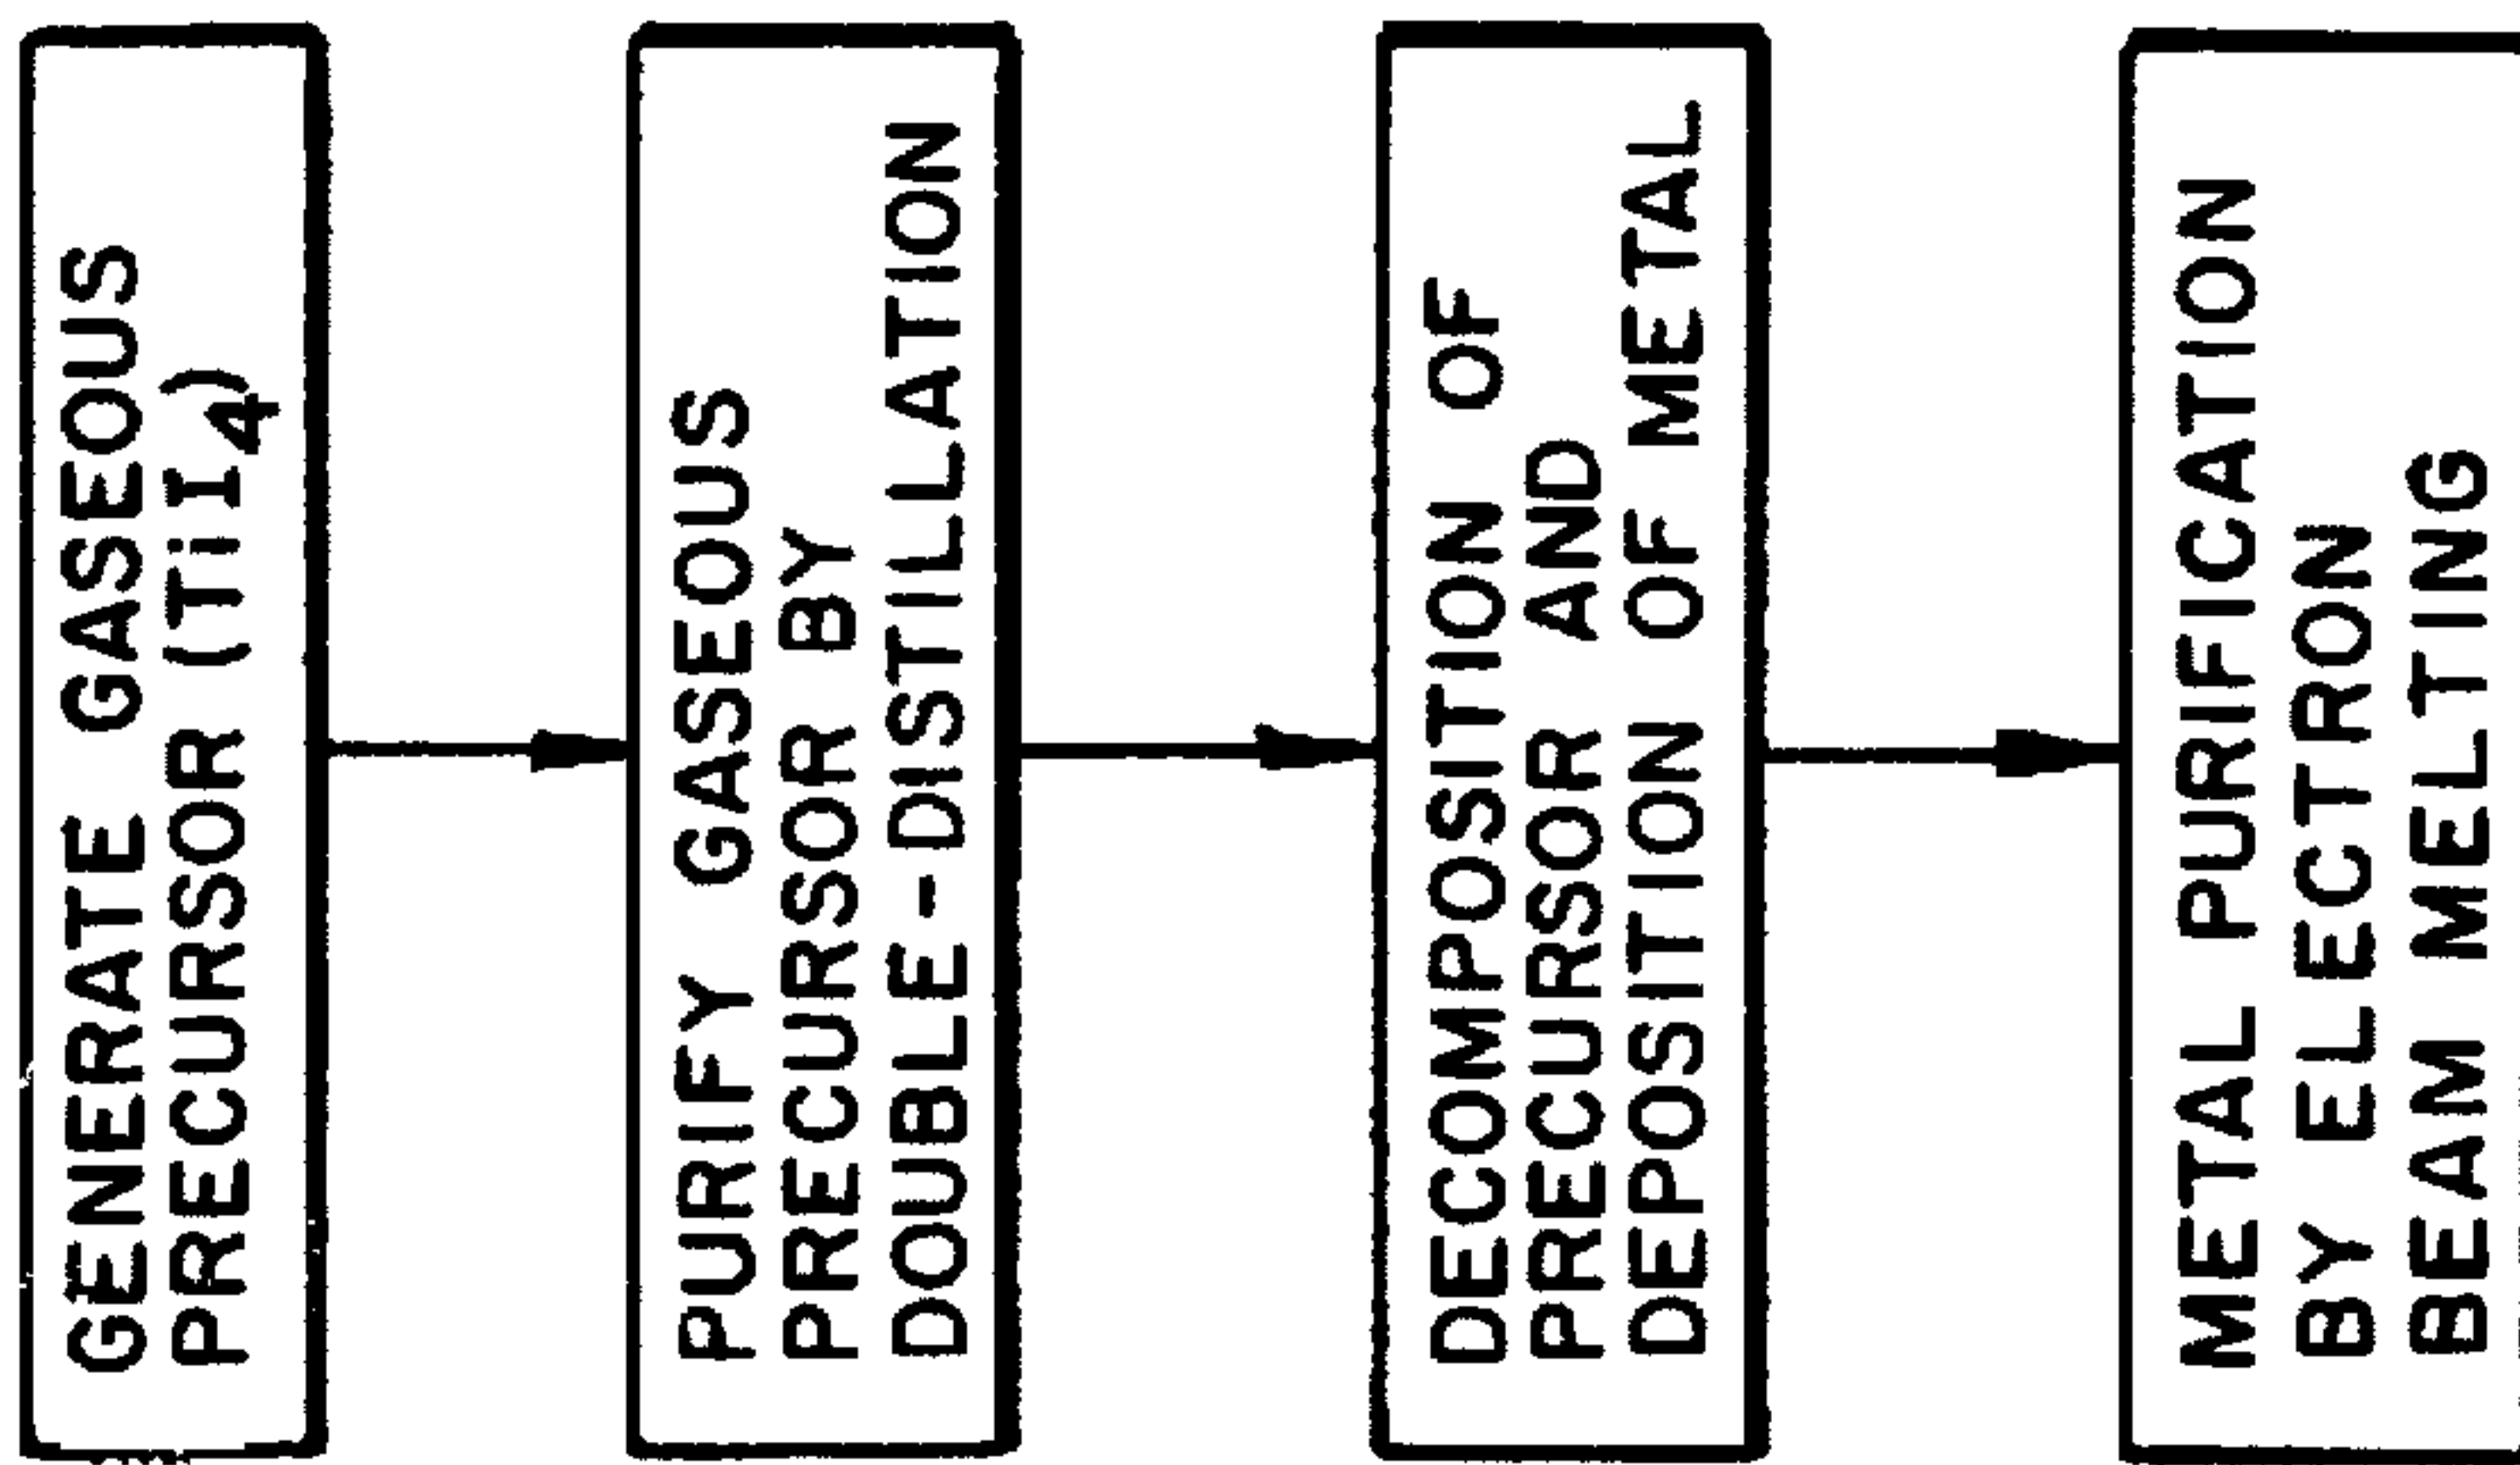 GENERATE GASEOUS
PRECURSOR (TiI4)
PURIFY GASEOUS
PRECURSOR BY
DOUBLE-DISTILLATION
DECOMPOSITION OF
PRECURSOR AND
DEPOSITION OF METAL
METAL PURIFICATION
BY ELECTRON
BEAM MELTING